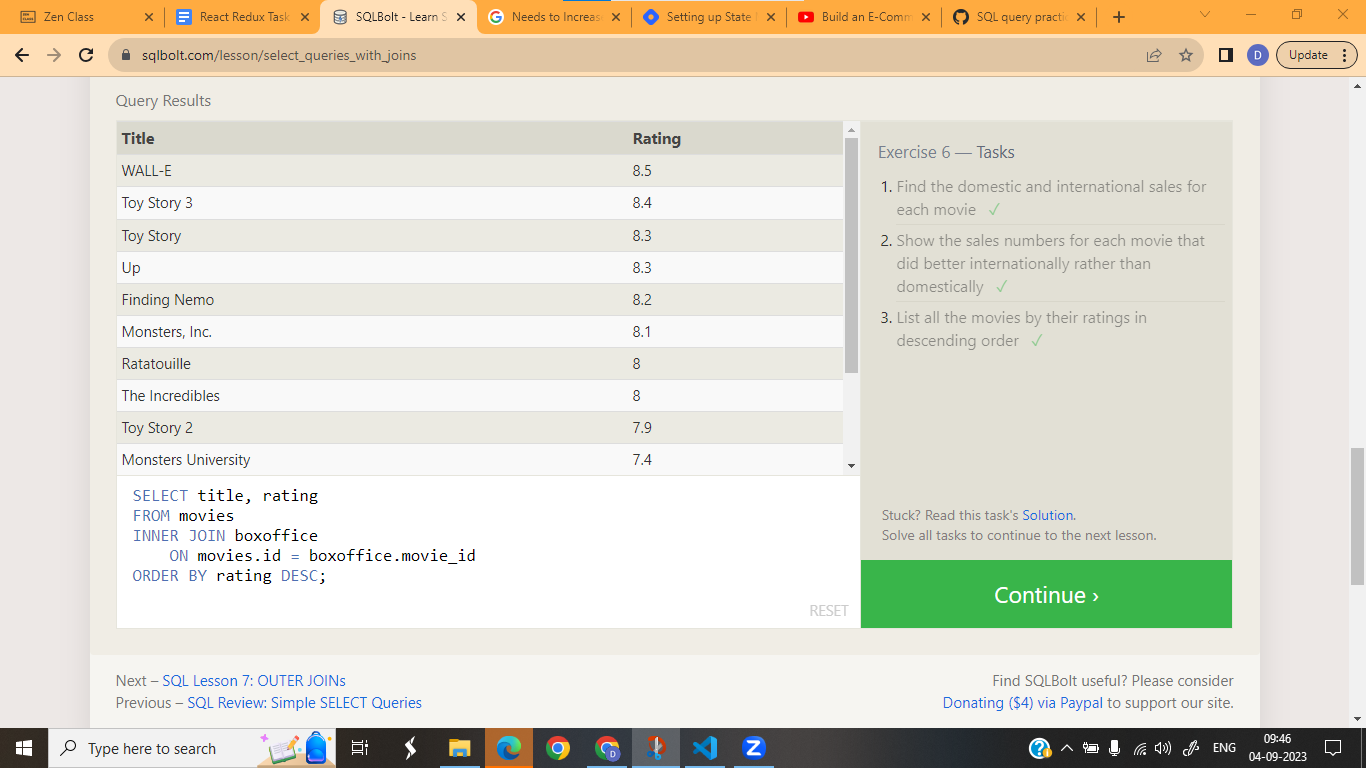 Zen Class
React Redux Task
SQLBolt - Learn S
Needs to Increas
Setting up State
Build an E-Comm
SQL query practi
sqlbolt.com/lesson/select_queries_with_joins
D
Update
Query Results
Title Rating
WALL-E 8.5
Toy Story 3 8.4
Toy Story 8.3
Up 8.3
Finding Nemo 8.2
Monsters, Inc. 8.1
Ratatouille 8
The Incredibles 8
Toy Story 2 7.9
Monsters University 7.4
SELECT title, rating
FROM movies
INNER JOIN boxoffice
ON movies.id = boxoffice.movie_id
ORDER BY rating DESC;
RESET
Exercise 6 — Tasks
1. Find the domestic and international sales for
each movie ✓
2. Show the sales numbers for each movie that
did better internationally rather than
domestically ✓
3. List all the movies by their ratings in
descending order ✓
Stuck? Read this task's Solution.
Solve all tasks to continue to the next lesson.
Continue ›
Next – SQL Lesson 7: OUTER JOINs
Previous – SQL Review: Simple SELECT Queries
Find SQLBolt useful? Please consider
Donating ($4) via Paypal to support our site.
Type here to search
ENG
09:46
04-09-2023